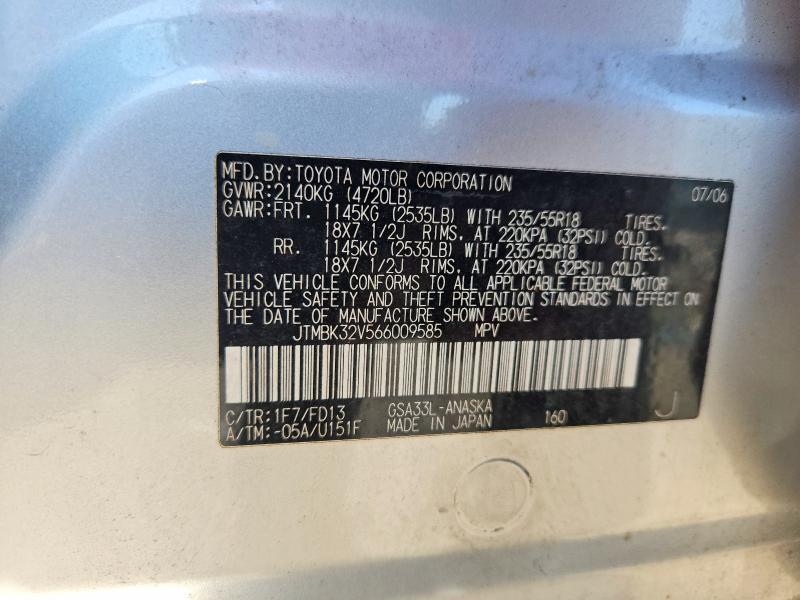 MFD. BY: TOYOTA MOTOR CORPORATION 07/06
GVWR: 2140KG (4720LB)
GAWR: FRT. 1145KG (2535LB) WITH 235/55R18 TIRES.
18X7 1/2J RIMS, AT 220KPA (32PSI) COLD.
RR. 1145KG (2535LB) WITH 235/55R18 TIRES.
18X7 1/2J RIMS, AT 220KPA (32PSI) COLD.
THIS VEHICLE CONFORMS TO ALL APPLICABLE FEDERAL MOTOR
VEHICLE SAFETY AND THEFT PREVENTION STANDARDS IN EFFECT ON
THE DATE OF MANUFACTURE SHOWN ABOVE.
JTMBK32V566009585 MPV
C/TR: 1F7/FD13 GSA33L-ANASKA
A/TM: -05A/U151F MADE IN JAPAN 160 J